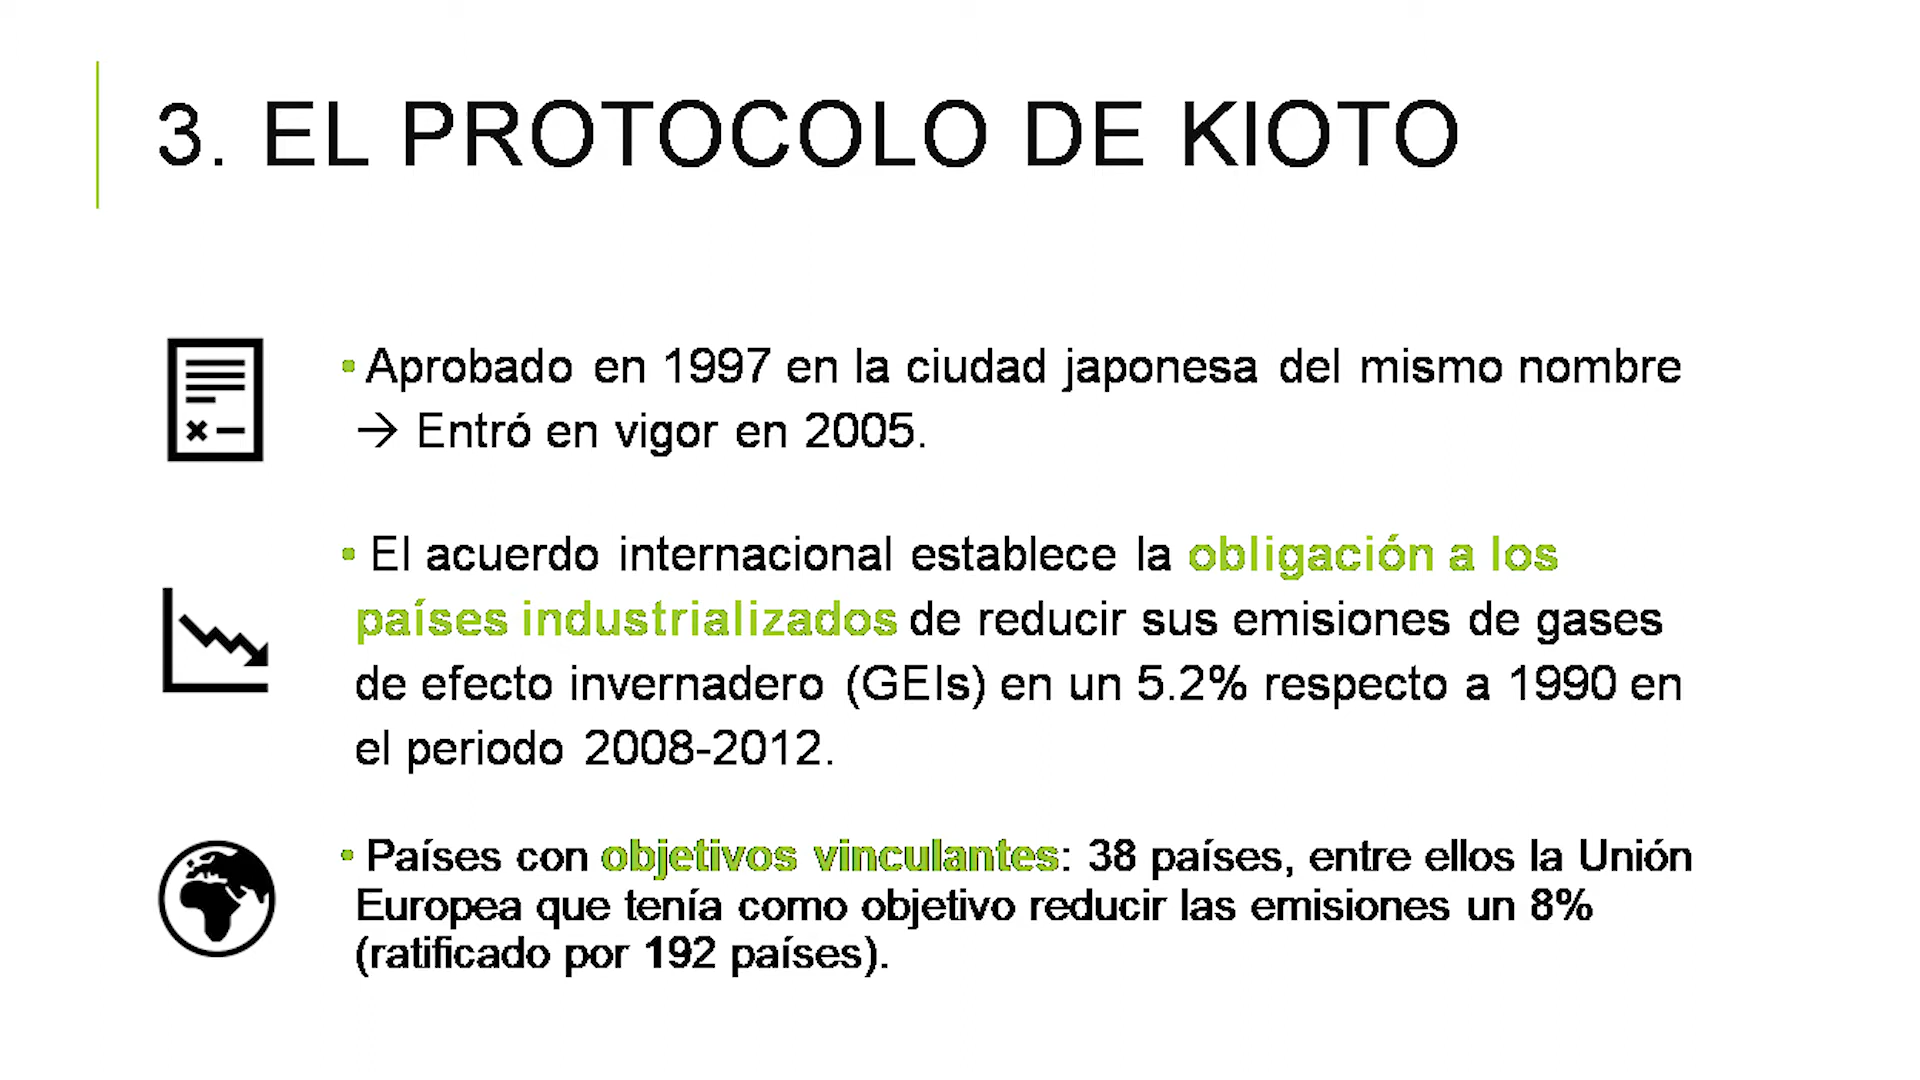 3. EL PROTOCOLO DE KIOTO
• Aprobado en 1997 en la ciudad japonesa del mismo nombre
→ Entró en vigor en 2005.
• El acuerdo internacional establece la obligación a los
países industrializados de reducir sus emisiones de gases
de efecto invernadero (GEIs) en un 5.2% respecto a 1990 en
el periodo 2008-2012.
• Países con objetivos vinculantes: 38 países, entre ellos la Unión
Europea que tenía como objetivo reducir las emisiones un 8%
(ratificado por 192 países).